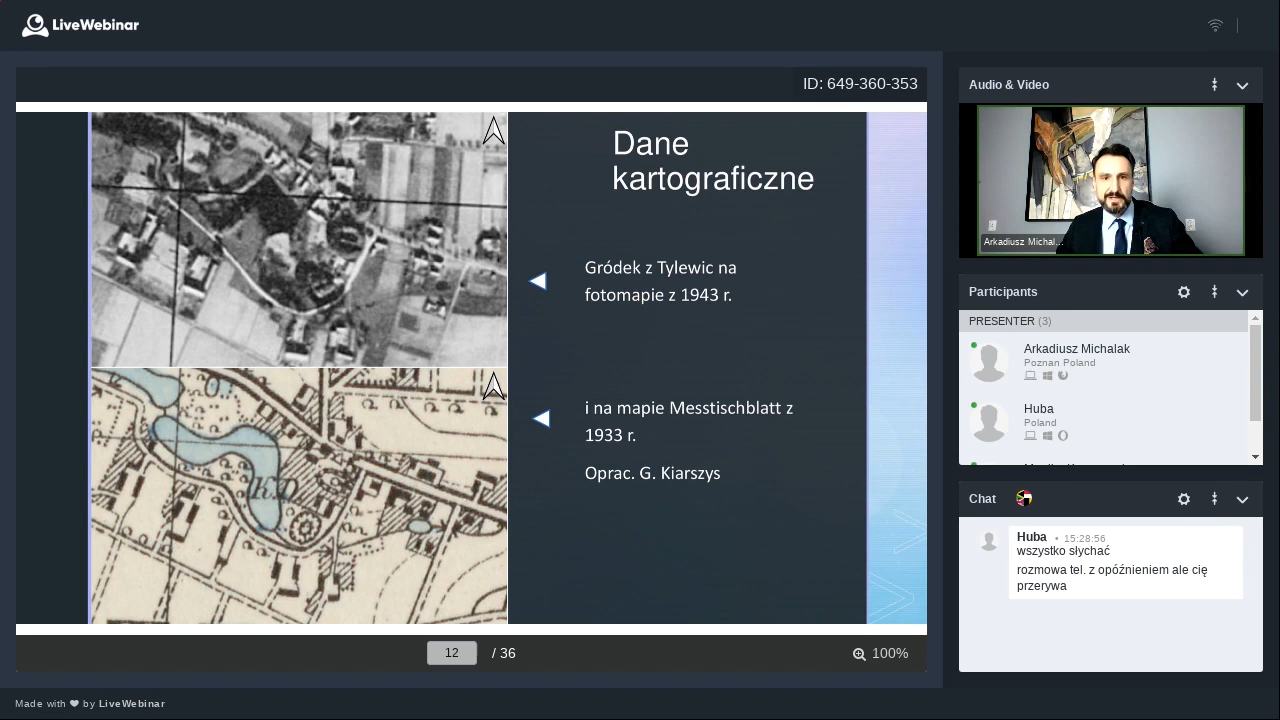 LiveWebinar
ID: 649-360-353
Dane
kartograficzne
Gródek z Tylewic na
fotomapie z 1943 r.
i na mapie Messtischblatt z
1933 r.
Oprac. G. Kiarszys
12 / 36
100%
Audio & Video
Arkadiusz Michal...
Participants
PRESENTER (3)
Arkadiusz Michalak
Poznan Poland
Huba
Poland
Chat
Huba • 15:28:56
wszystko słychać
rozmowa tel. z opóźnieniem ale cię
przerywa
Made with ❤ by LiveWebinar